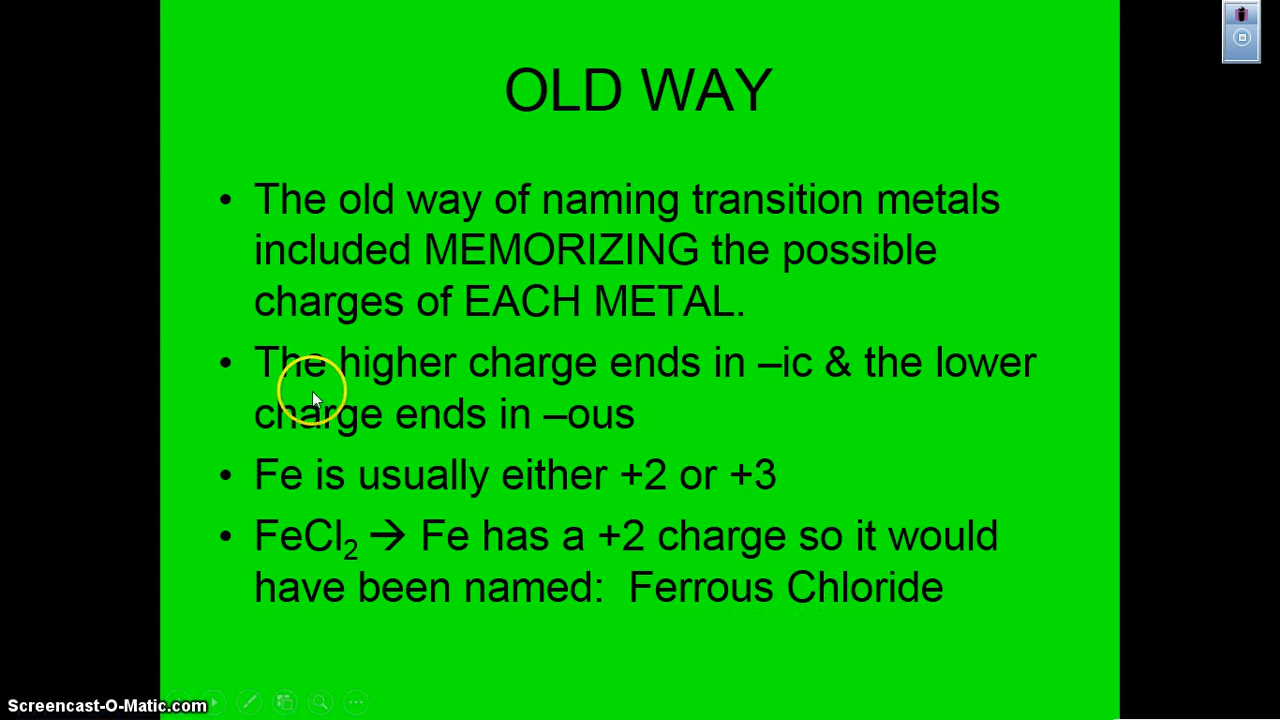 OLD WAY
• The old way of naming transition metals
included MEMORIZING the possible
charges of EACH METAL.
• The higher charge ends in –ic & the lower
charge ends in –ous
• Fe is usually either +2 or +3
• FeCl₂ → Fe has a +2 charge so it would
have been named:  Ferrous Chloride
Screencast-O-Matic.com